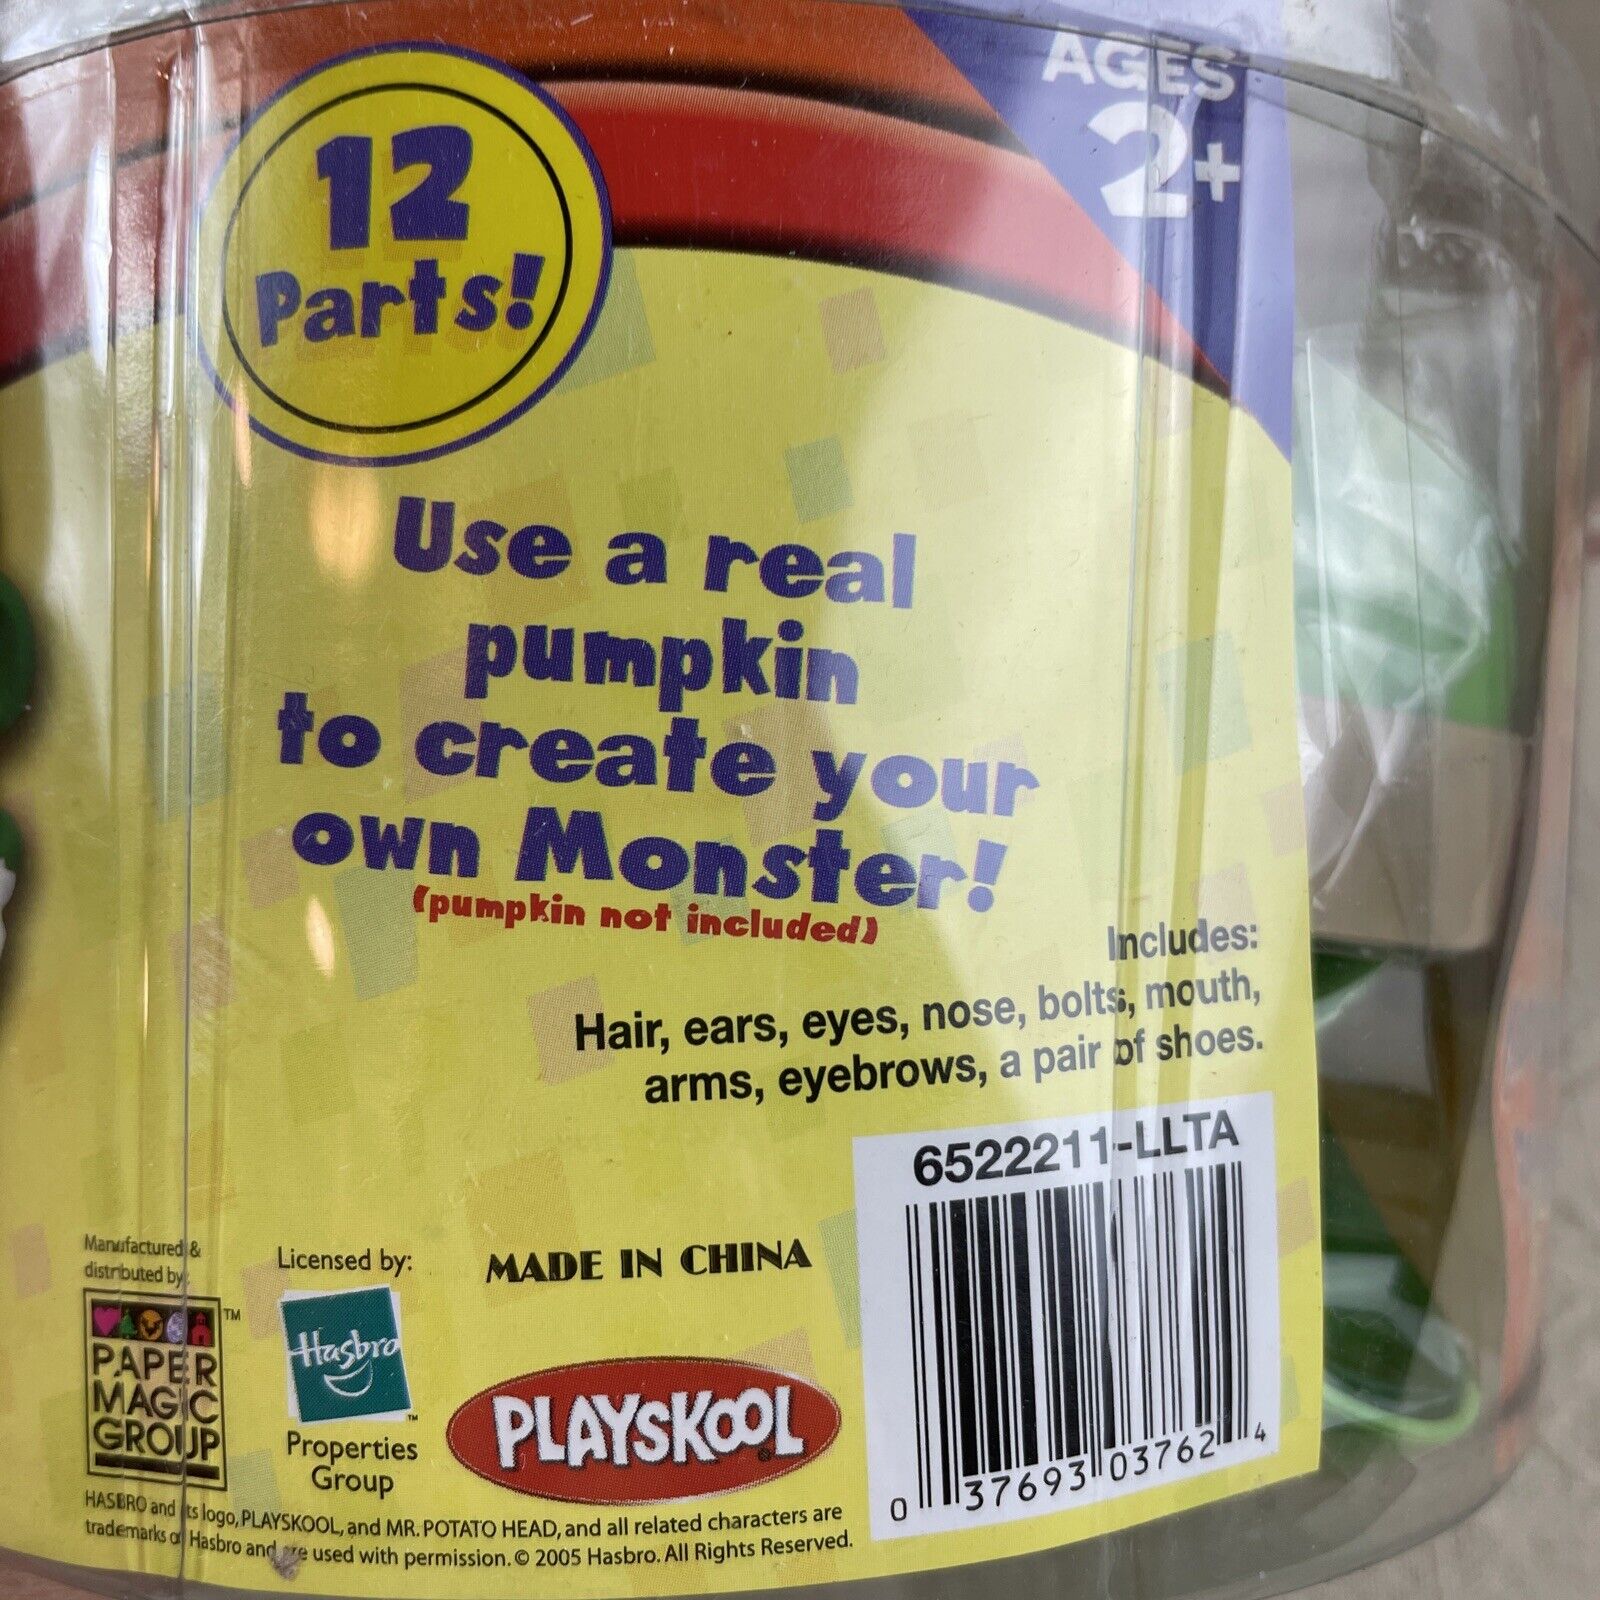 AGES
2+
12
Parts!
Use a real
pumpkin
to create your
own Monster!
(pumpkin not included)
Includes:
Hair, ears, eyes, nose, bolts, mouth,
arms, eyebrows, a pair of shoes.
6522211-LLTA
0 37693 03762 4
Manufactured &
distributed by:
PAPER
MAGIC
GROUP
TM
Licensed by:
Hasbro
TM
Properties
Group
MADE IN CHINA
PLAYSKOOL
HASBRO and its logo, PLAYSKOOL, and MR. POTATO HEAD, and all related characters are
trademarks of Hasbro and are used with permission. © 2005 Hasbro. All Rights Reserved.